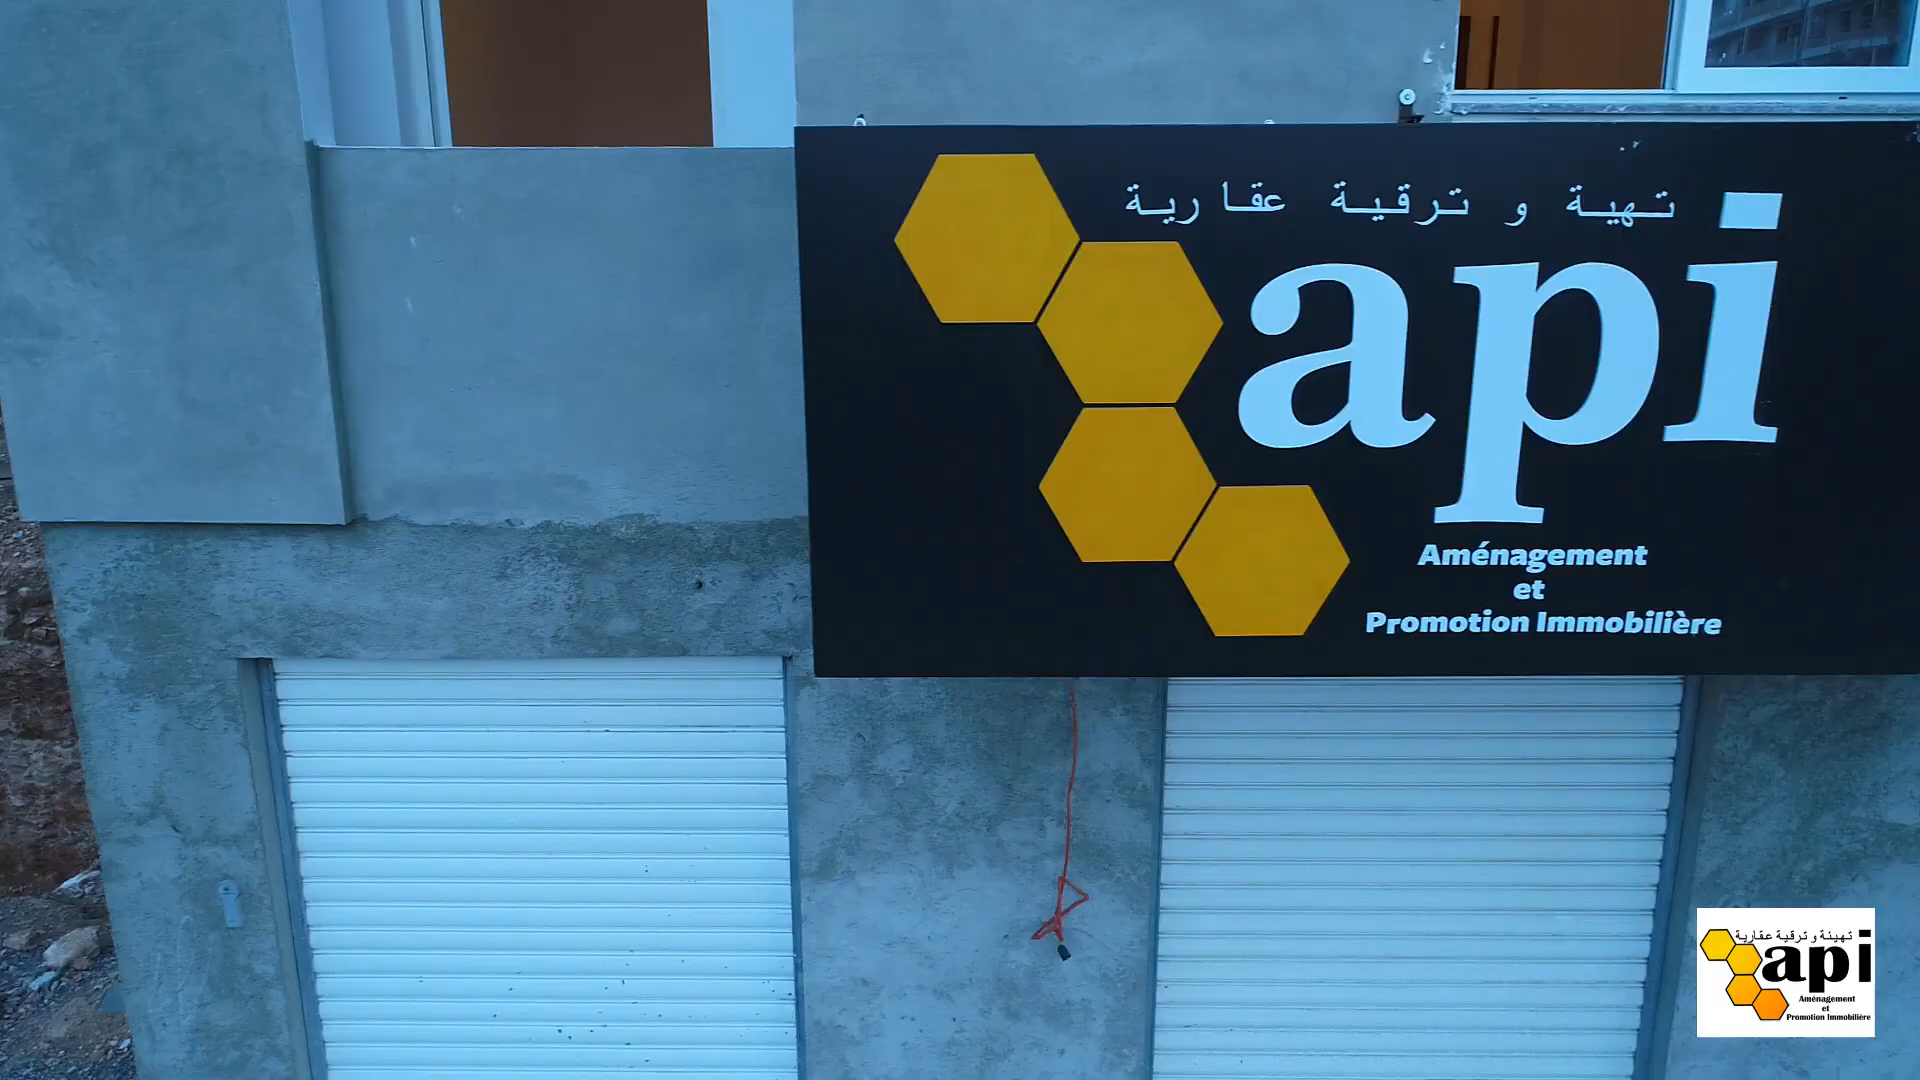 تهية و ترقية عقارية
api
Aménagement
et
Promotion Immobilière
تهيئة و ترقية عقارية
api
Aménagement
et
Promotion Immobilière